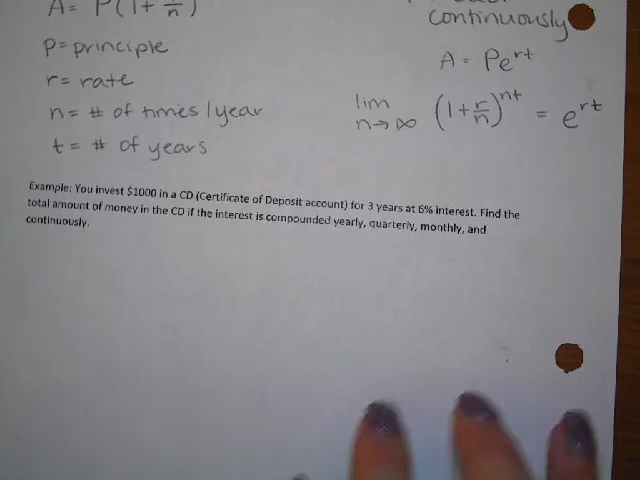 A = P(1+ r/n)
continuously
P = principle
A = Pe^rt
r = rate
n = # of times / year
lim n→∞ (1+ r/n)^nt = e^rt
t = # of years
Example: You invest $1000 in a CD (Certificate of Deposit account) for 3 years at 6% interest. Find the
total amount of money in the CD if the interest is compounded yearly, quarterly, monthly, and
continuously.